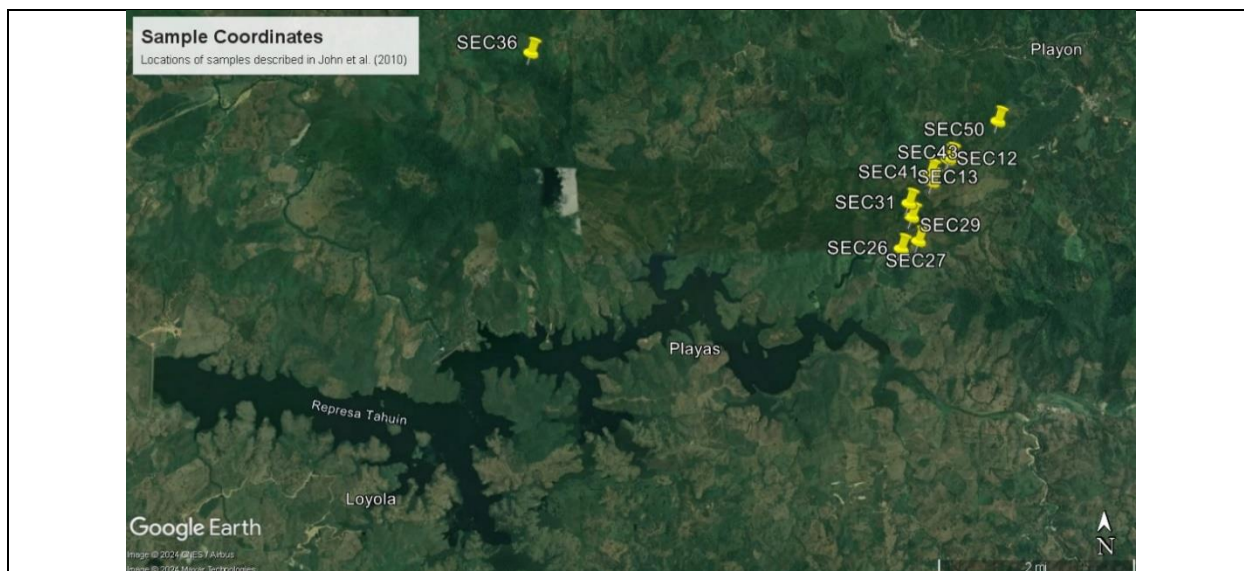 Sample Coordinates
Locations of samples described in John et al. (2010)
SEC36
Playon
SEC50
SEC43
SEC12
SEC41
SEC13
SEC31
SEC29
SEC26
SEC27
Playas
Represa Tahuin
Loyola
Google Earth
N
Image © 2024 CNES / Airbus
Image © 2024 Maxar Technologies
2 mi